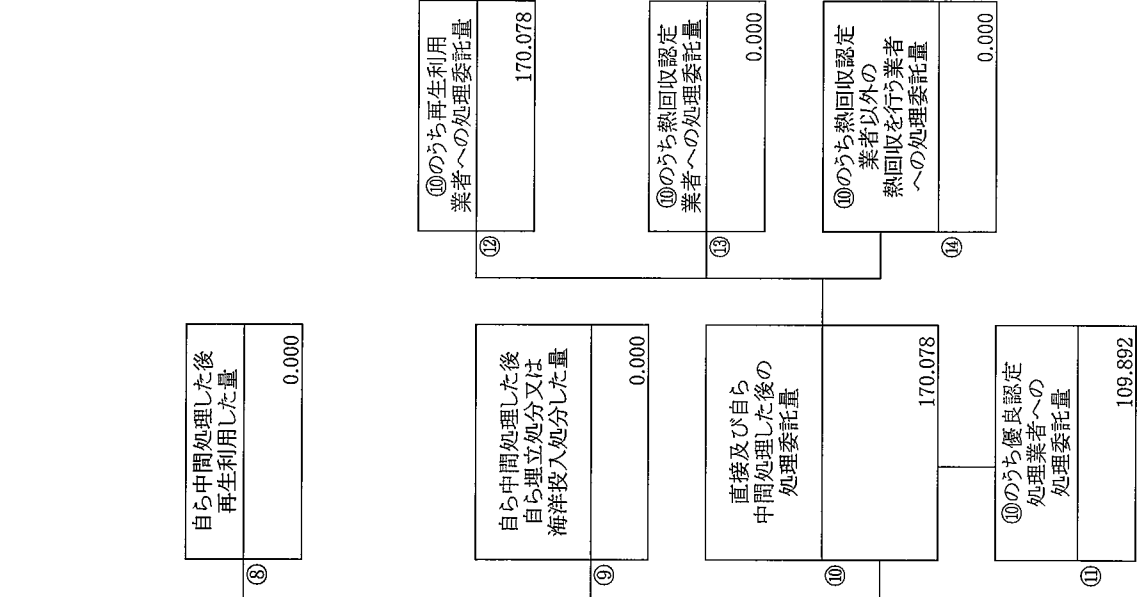 ⑧
自ら中間処理した後
再生利用した量
0.000
⑨
自ら中間処理した後
自ら埋立処分又は
海洋投入処分した量
0.000
⑩
直接及び自ら
中間処理した後の
処理委託量
170.078
⑪
⑩のうち優良認定
処理業者への
処理委託量
109.892
⑫
⑩のうち再生利用
業者への処理委託量
170.078
⑬
⑩のうち熱回収認定
業者への処理委託量
0.000
⑭
⑩のうち熱回収認定
業者以外の
熱回収を行う業者
への処理委託量
0.000